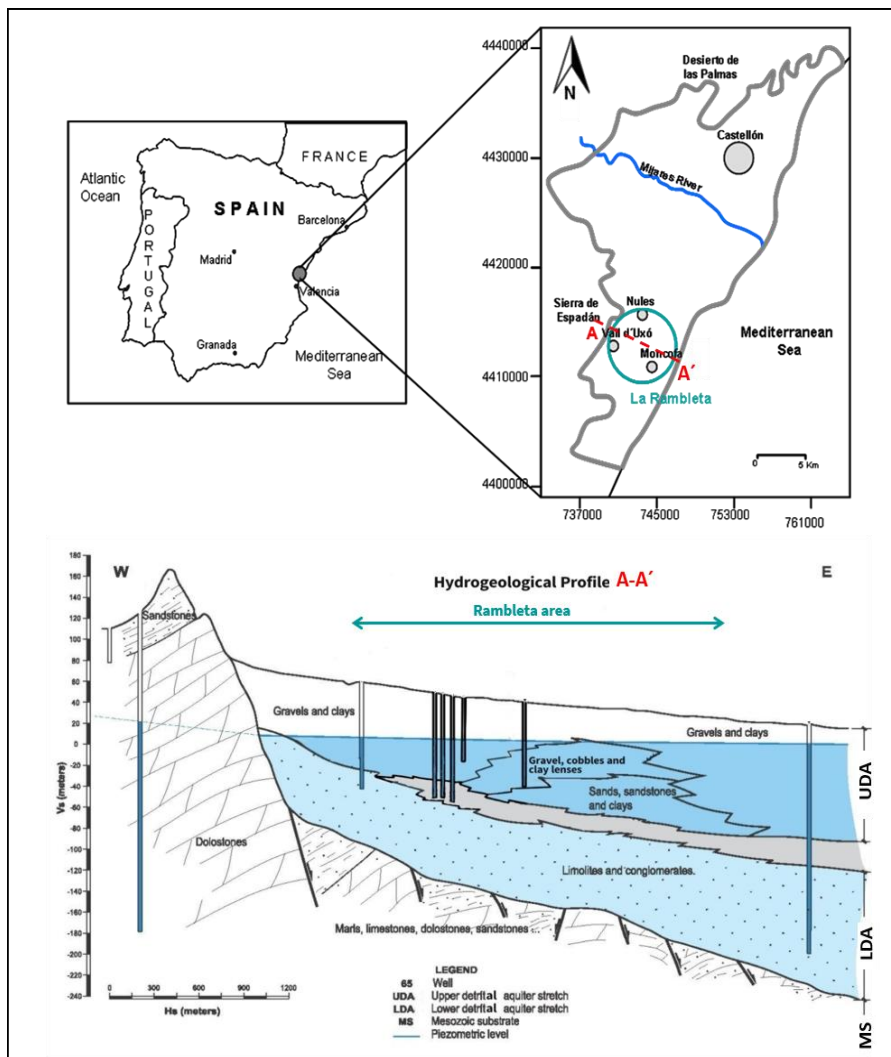 4440000
Desierto de
las Palmas
N
Castellón
FRANCE
Atlantic
Ocean
4430000
Mijares River
SPAIN
Barcelona
PORTUGAL
Madrid
4420000
Valencia
Nules
Sierra de
Espadán
A
Vall d´Uxó
Mediterranean
Sea
Granada
Moncofa
A´
Mediterranean
Sea
4410000
La Rambleta
0 5 Km
4400000
737000 745000 753000 761000
180
160
140
120
100
80
60
40
20
0
-20
-40
-60
-80
-100
-120
-140
-160
-180
-200
-220
-240
Vs (meters)
W
E
Hydrogeological Profile A-A´
Rambleta area
Sandstones
Gravels and clays
Gravels and clays
Gravel, cobbles and
clay lenses
Sands, sandstones
and clays
UDA
Dolostones
Limolites and conglomerates.
Marls, limestones, dolostones, sandstones ...
LDA
MS
0 300 600 900 1200
Hs (meters)
LEGEND
65 Well
UDA Upper detrital aquiter stretch
LDA Lower detrital aquiter stretch
MS Mesozoic substrate
Piezometric level